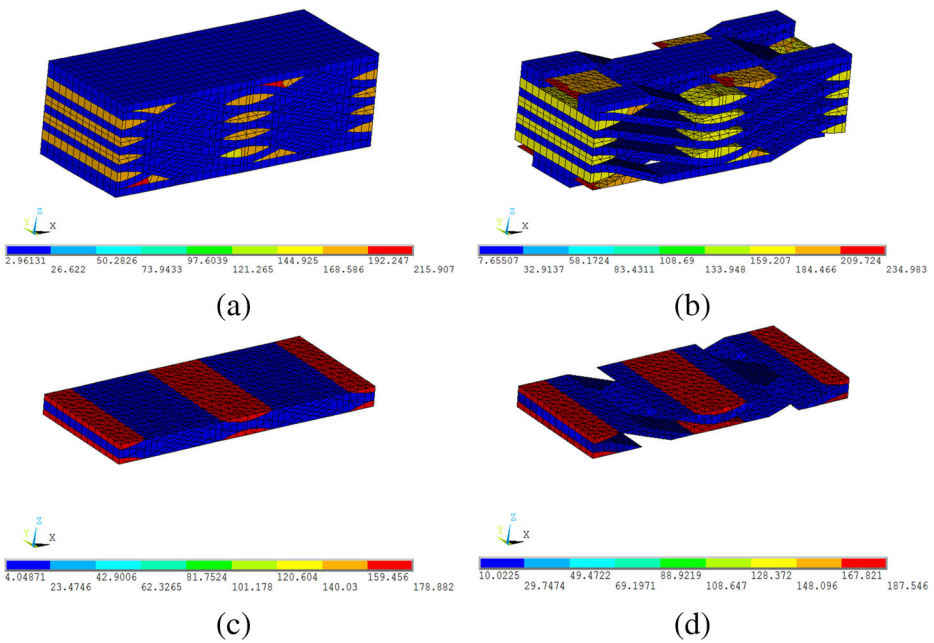 Z
Y X
2.96131 50.2826 97.6039 144.925 192.247
26.622 73.9433 121.265 168.586 215.907
(a)
Z
Y X
7.65507 58.1724 108.69 159.207 209.724
32.9137 83.4311 133.948 184.466 234.983
(b)
Z
Y X
4.04871 42.9006 81.7524 120.604 159.456
23.4746 62.3265 101.178 140.03 178.882
(c)
Z
Y X
10.0225 49.4722 88.9219 128.372 167.821
29.7474 69.1971 108.647 148.096 187.546
(d)